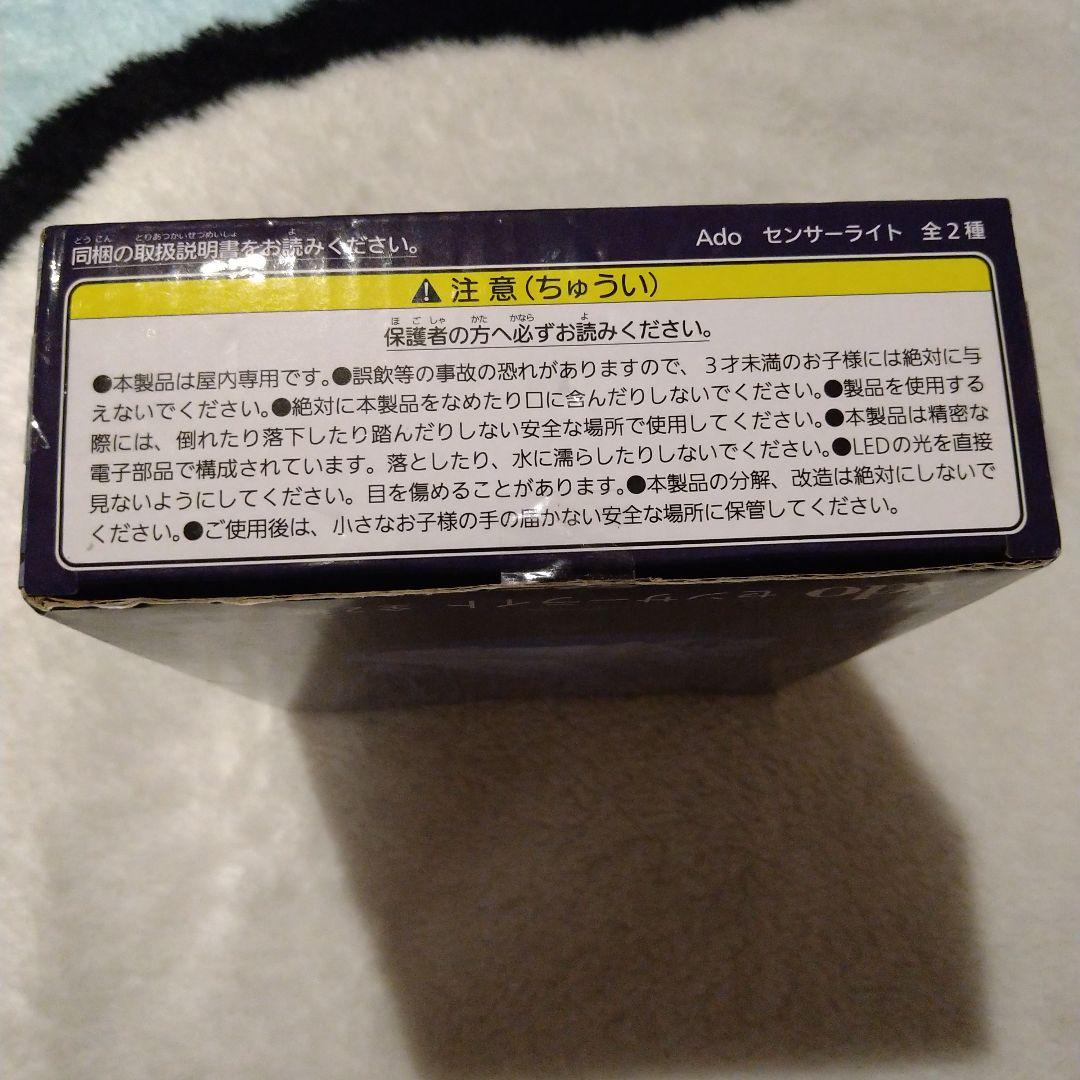 同梱の取扱説明書をお読みください。
Ado センサーライト 全2種
⚠ 注意(ちゅうい)
保護者の方へ必ずお読みください。
●本製品は屋内専用です。●誤飲等の事故の恐れがありますので、3才未満のお子様には絶対に与
えないでください。●絶対に本製品をなめたり口に含んだりしないでください。●製品を使用する
際には、倒れたり落下したり踏んだりしない安全な場所で使用してください。●本製品は精密な
電子部品で構成されています。落としたり、水に濡らしたりしないでください。●LEDの光を直接
見ないようにしてください。目を傷めることがあります。●本製品の分解、改造は絶対にしないで
ください。●ご使用後は、小さなお子様の手の届かない安全な場所に保管してください。
Ado センサーライト 全2